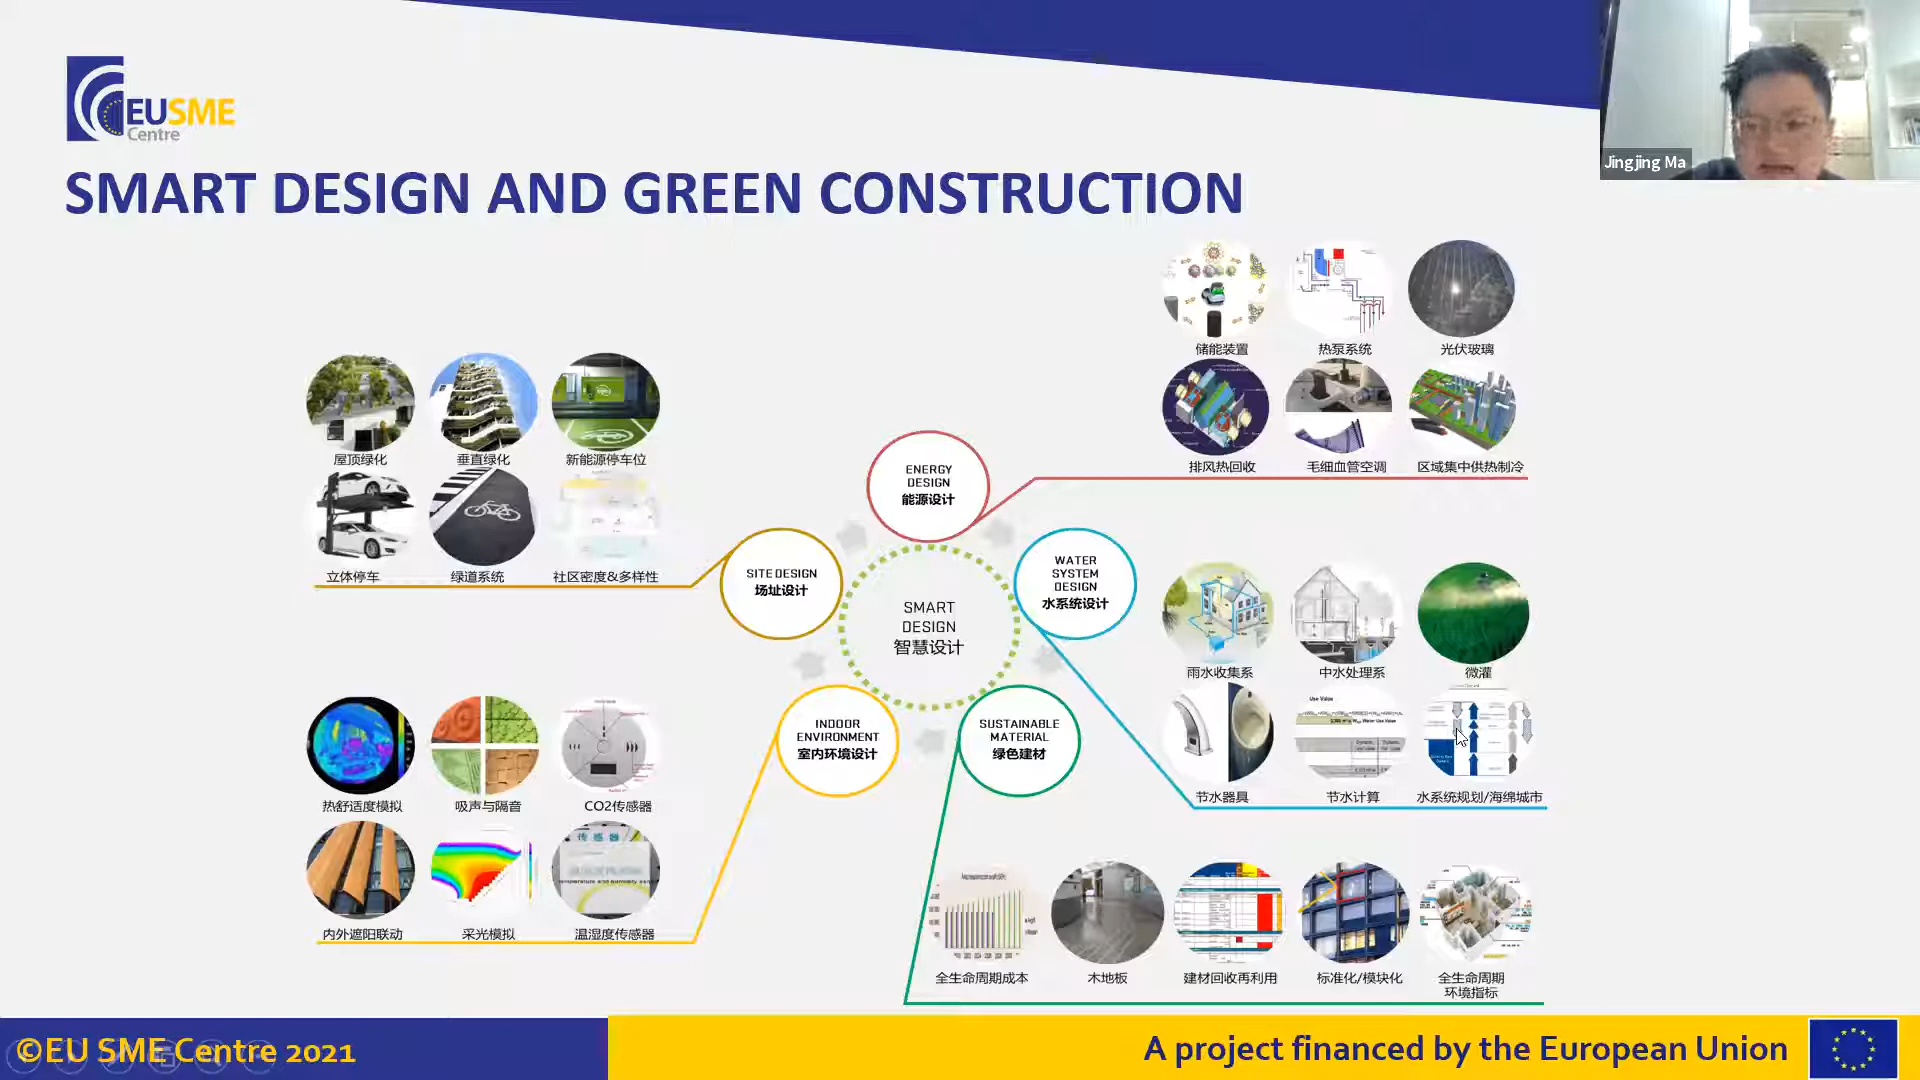 EUSME
Centre
Jingjing Ma
SMART DESIGN AND GREEN CONSTRUCTION
储能装置
热泵系统
光伏玻璃
排风热回收
毛细血管空调
区域集中供热制冷
屋顶绿化
垂直绿化
新能源停车位
立体停车
绿道系统
社区密度&多样性
ENERGY
DESIGN
能源设计
SITE DESIGN
场址设计
WATER
SYSTEM
DESIGN
水系统设计
SMART
DESIGN
智慧设计
INDOOR
ENVIRONMENT
室内环境设计
SUSTAINABLE
MATERIAL
绿色建材
雨水收集系
中水处理系
微灌
Use Value
节水器具
节水计算
水系统规划/海绵城市
热舒适度模拟
吸声与隔音
CO2传感器
传感器
内外遮阳联动
采光模拟
温湿度传感器
全生命周期成本
木地板
建材回收再利用
标准化/模块化
全生命周期
环境指标
©EU SME Centre 2021
A project financed by the European Union